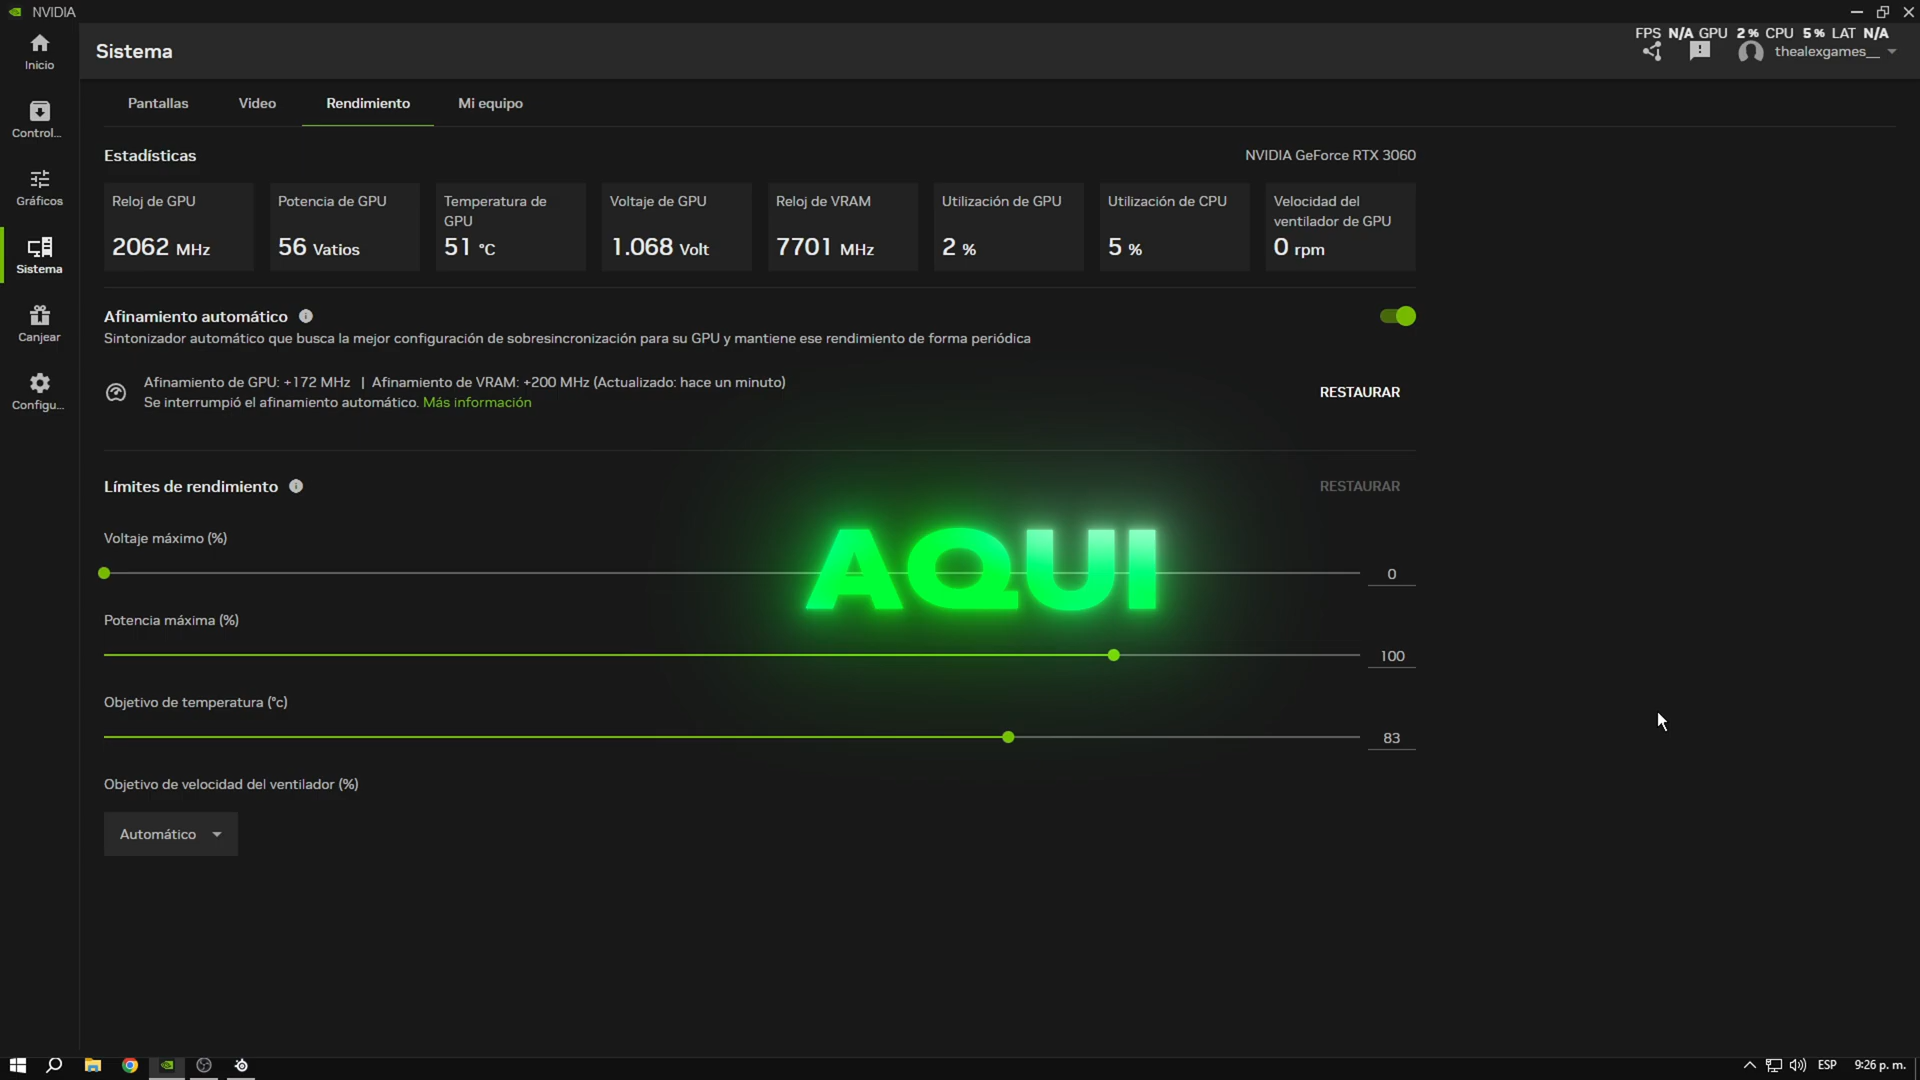 NVIDIA
FPS N/A GPU 2% CPU 5% LAT N/A
Inicio
Sistema
thealexgames__
Control...
Pantallas Video Rendimiento Mi equipo
Gráficos
Sistema
Canjear
Configu...
Estadísticas
NVIDIA GeForce RTX 3060
Reloj de GPU
2062 MHz
Potencia de GPU
56 Vatios
Temperatura de
GPU
51 °C
Voltaje de GPU
1.068 Volt
Reloj de VRAM
7701 MHz
Utilización de GPU
2 %
Utilización de CPU
5 %
Velocidad del
ventilador de GPU
0 rpm
Afinamiento automático
Sintonizador automático que busca la mejor configuración de sobresincronización para su GPU y mantiene ese rendimiento de forma periódica
Afinamiento de GPU: +172 MHz | Afinamiento de VRAM: +200 MHz (Actualizado: hace un minuto)
Se interrumpió el afinamiento automático. Más información
RESTAURAR
Límites de rendimiento
RESTAURAR
Voltaje máximo (%)
0
AQUI
Potencia máxima (%)
100
Objetivo de temperatura (°c)
83
Objetivo de velocidad del ventilador (%)
Automático
ESP
9:26 p. m.